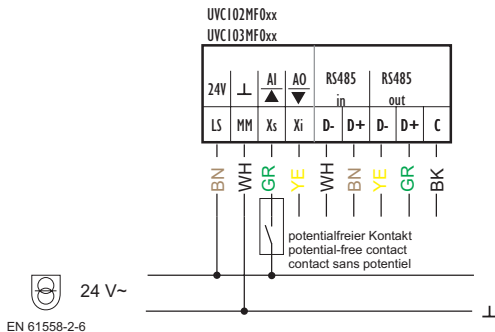 UVC102MF0xx
UVC103MF0xx
24V ⊥ AI AO RS485 RS485
in out
LS MM Xs Xi D- D+ D- D+ C
BN WH GR YE WH BN YE GR BK
potentialfreier Kontakt
potential-free contact
contact sans potentiel
24 V~
⊥
EN 61558-2-6